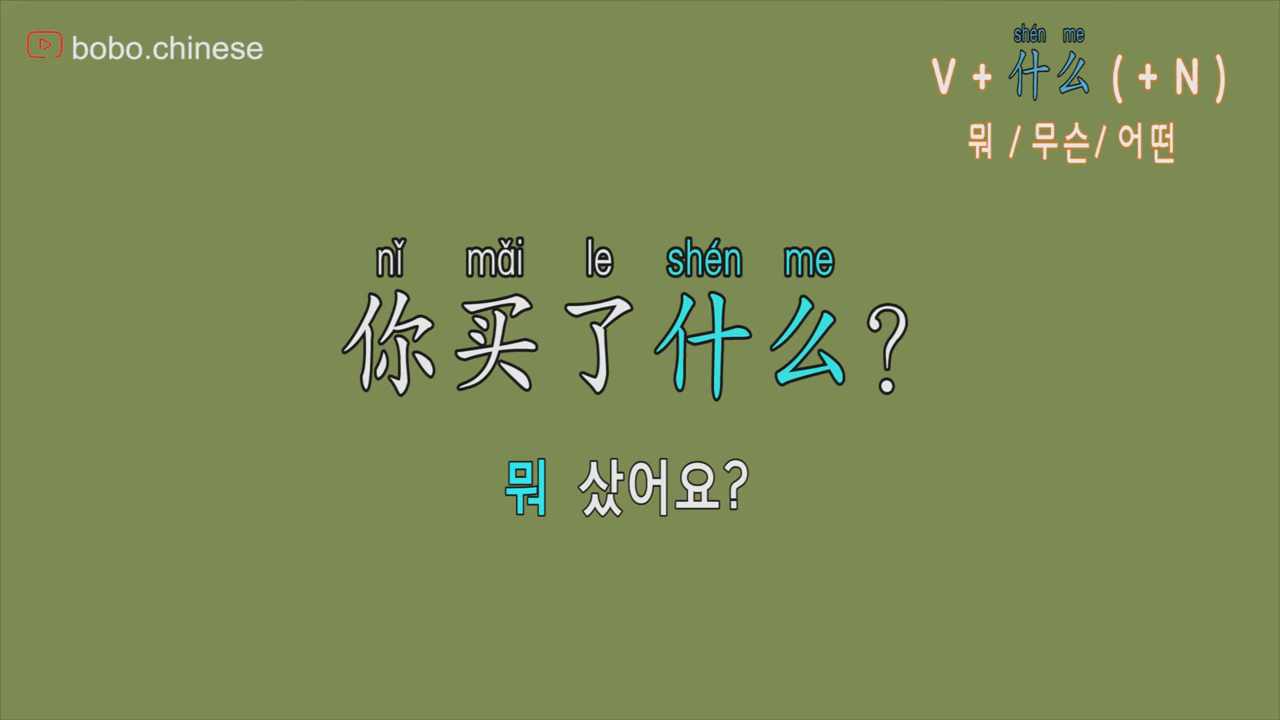 bobo.chinese
shén me
V + 什么 ( + N )
뭐 / 무슨 / 어떤
nǐ mǎi le shén me
你买了什么？
뭐 샀어요?